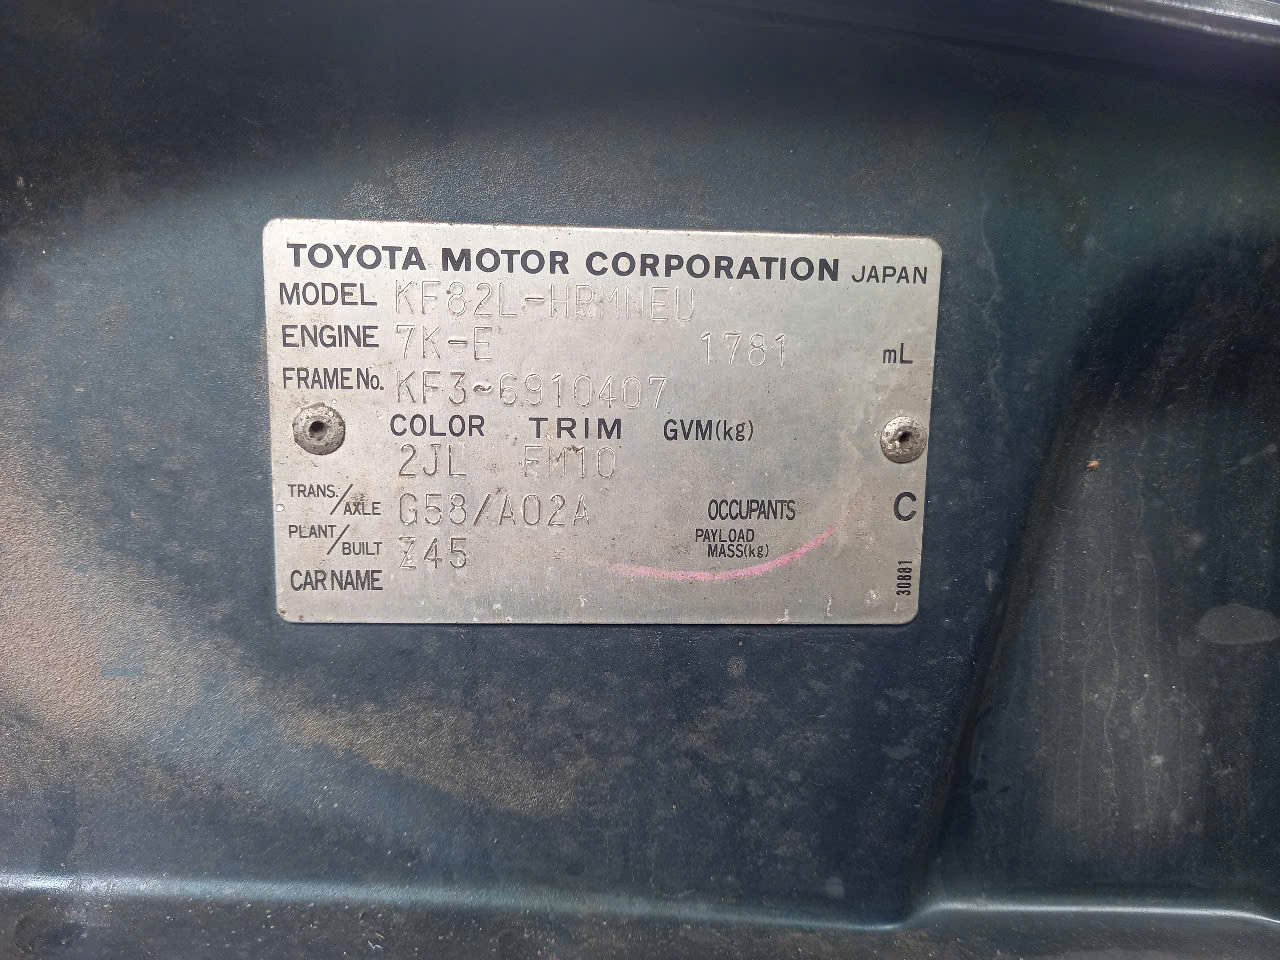 TOYOTA MOTOR CORPORATION JAPAN
MODEL KF82L-HRMNEU
ENGINE 7K-E 1781 mL
FRAME No. KF3-6910407
COLOR TRIM GVM(kg)
2JL FM10
TRANS./AXLE G58/A02A OCCUPANTS C
PLANT/BUILT Z45 PAYLOAD MASS(kg)
CAR NAME
30881